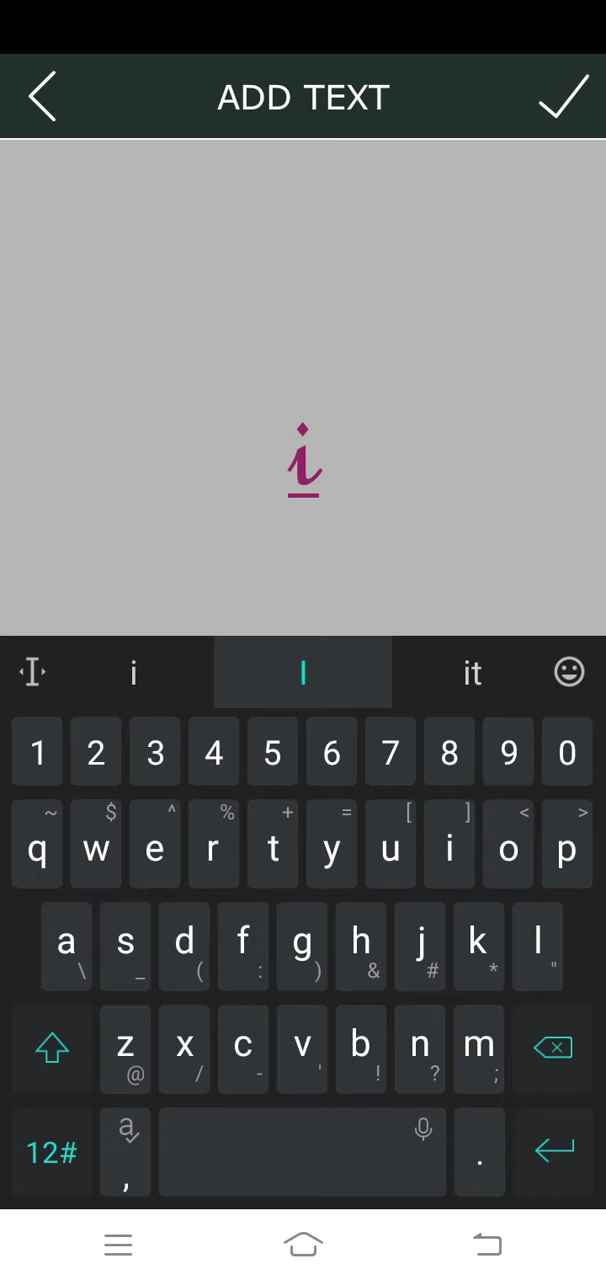 ADD TEXT
i
i I it
1 2 3 4 5 6 7 8 9 0
~ $ ^ % + = [ ] < >
q w e r t y u i o p
a s d f g h j k l
\ _ ( : ) & # * "
z x c v b n m
@ / - ' ! ? ;
12# a , .